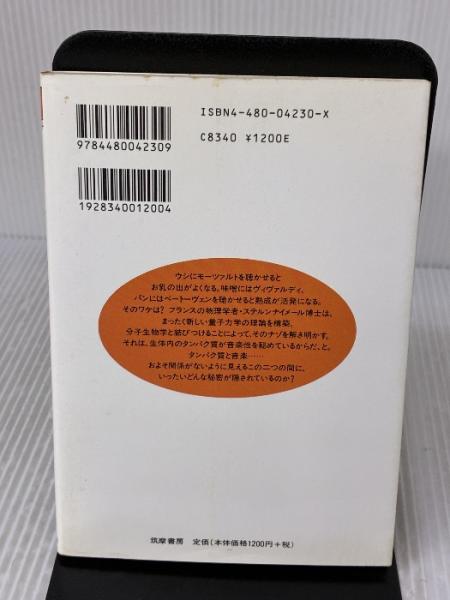 ISBN4-480-04230-X
C8340 ¥1200E
9784480042309
1928340012004
ウシにモーツァルトを聴かせると
お乳の出がよくなる。味噌にはヴィヴァルディ、
パンにはベートーヴェンを聴かせると熟成が活発になる。
そのワケは? フランスの物理学者・ステルンナイメール博士は、
まったく新しい量子力学の理論を構築。
分子生物学と結びつけることによって、そのナゾを解き明かす。
それは、生体内のタンパク質が音楽性を秘めているからだ、と。
タンパク質と音楽……
およそ関係がないように見えるこの二つの間に、
いったいどんな秘密が隠されているのか?
筑摩書房 定価(本体価格1200円+税)